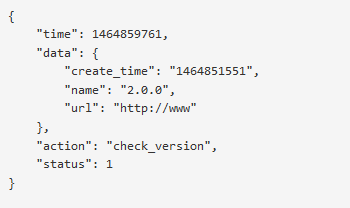 {
    "time": 1464859761,
    "data": {
        "create_time": "1464851551",
        "name": "2.0.0",
        "url": "http://www"
    },
    "action": "check_version",
    "status": 1
}